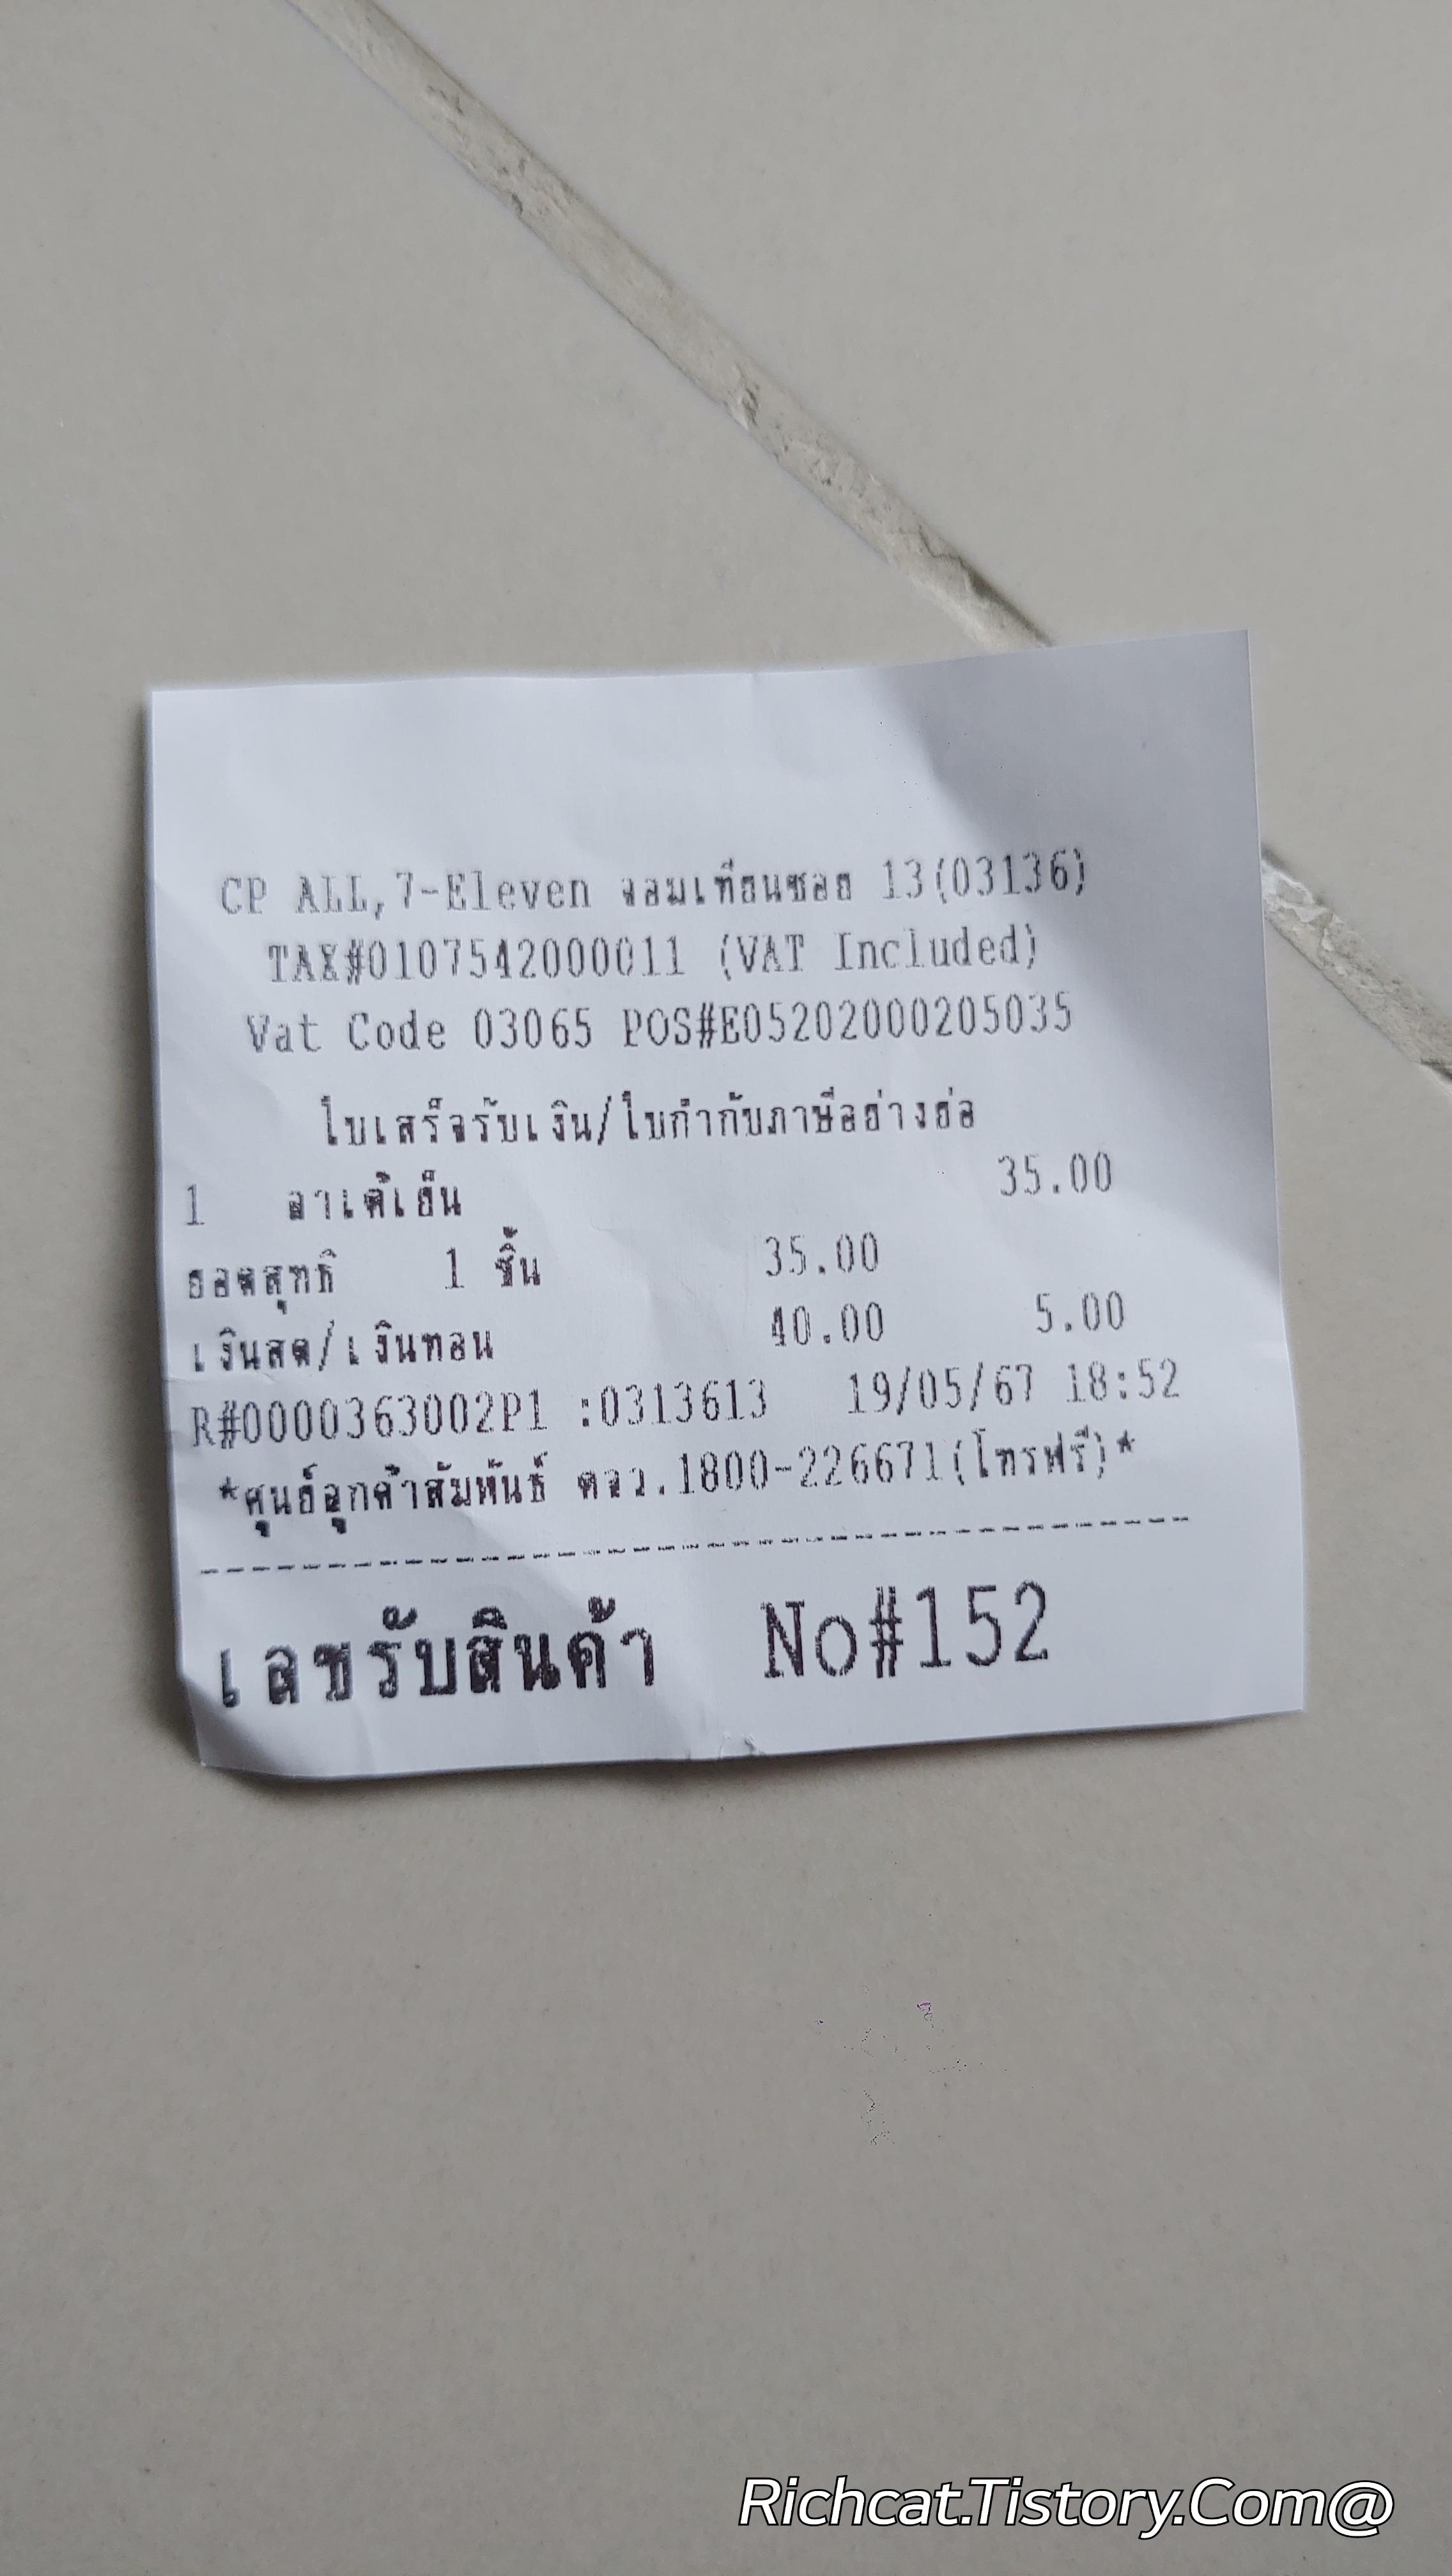 CP ALL,7-Eleven จอมเทียนซอย 13(03136)
TAX#0107542000011 (VAT Included)
Vat Code 03065 POS#E05202000205035
ใบเสร็จรับเงิน/ใบกำกับภาษีอย่างย่อ
1 ลาเต้เย็น 35.00
ยอดสุทธิ 1 ชิ้น 35.00
เงินสด/เงินทอน 40.00 5.00
R#0000363002P1 :0313613 19/05/67 18:52
*ศูนย์ลูกค้าสัมพันธ์ ตจว.1800-226671(โทรฟรี)*
เลขรับสินค้า No#152
Richcat.Tistory.Com@